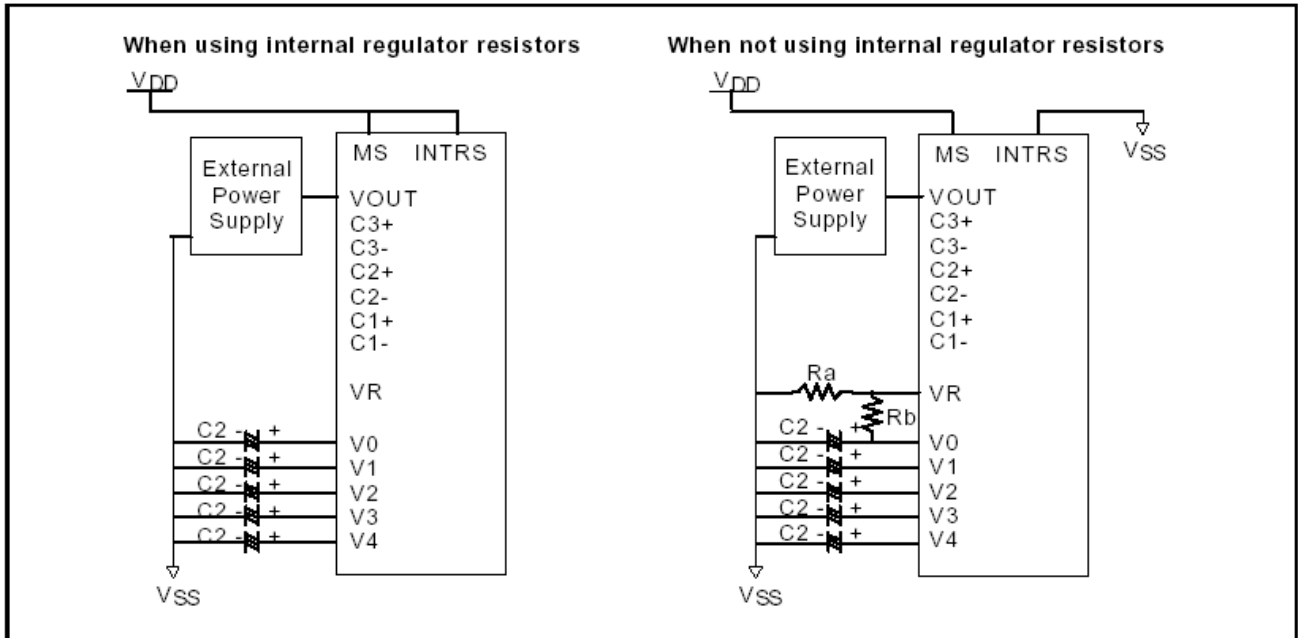 When using internal regulator resistors
VDD
External
Power
Supply
MS INTRS
VOUT
C3+
C3-
C2+
C2-
C1+
C1-
VR
C2 - + V0
C2 - + V1
C2 - + V2
C2 - + V3
C2 - + V4
VSS
When not using internal regulator resistors
VDD
VSS
External
Power
Supply
MS INTRS
VOUT
C3+
C3-
C2+
C2-
C1+
C1-
Ra
VR
Rb
C2 - + V0
C2 - + V1
C2 - + V2
C2 - + V3
C2 - + V4
VSS